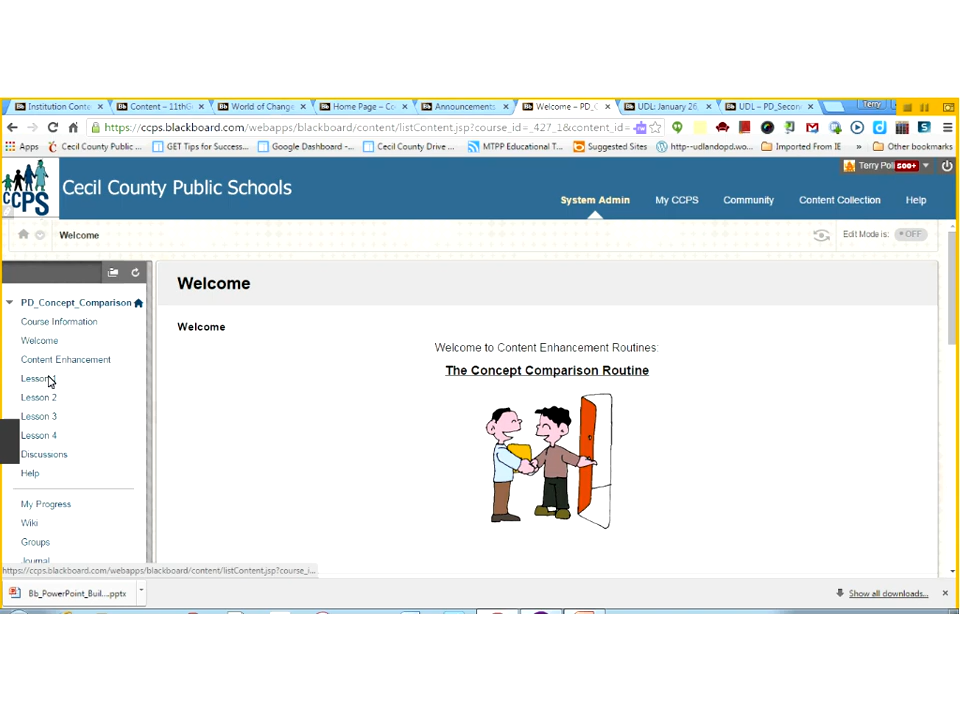 Institution Conte
Content – 11thG
World of Change
Home Page – Co
Announcements
Welcome – PD_C
UDL: January 26
UDL – PD_Secon
Terry
https://ccps.blackboard.com/webapps/blackboard/content/listContent.jsp?course_id=_427_1&content_id=
Apps
Cecil County Public ...
GET Tips for Success...
Google Dashboard -...
Cecil County Drive ...
MTPP Educational T...
Suggested Sites
http--udlandopd.wo...
Imported From IE
»
Other bookmarks
Terry Poli 500+
CCPS
Cecil County Public Schools
System Admin
My CCPS
Community
Content Collection
Help
Welcome
Edit Mode is: OFF
PD_Concept_Comparison
Course Information
Welcome
Content Enhancement
Lesson 1
Lesson 2
Lesson 3
Lesson 4
Discussions
Help
My Progress
Wiki
Groups
Journal
Welcome
Welcome
Welcome to Content Enhancement Routines:
The Concept Comparison Routine
https://ccps.blackboard.com/webapps/blackboard/content/listContent.jsp?course_i...
Bb_PowerPoint_Buil....pptx
Show all downloads...